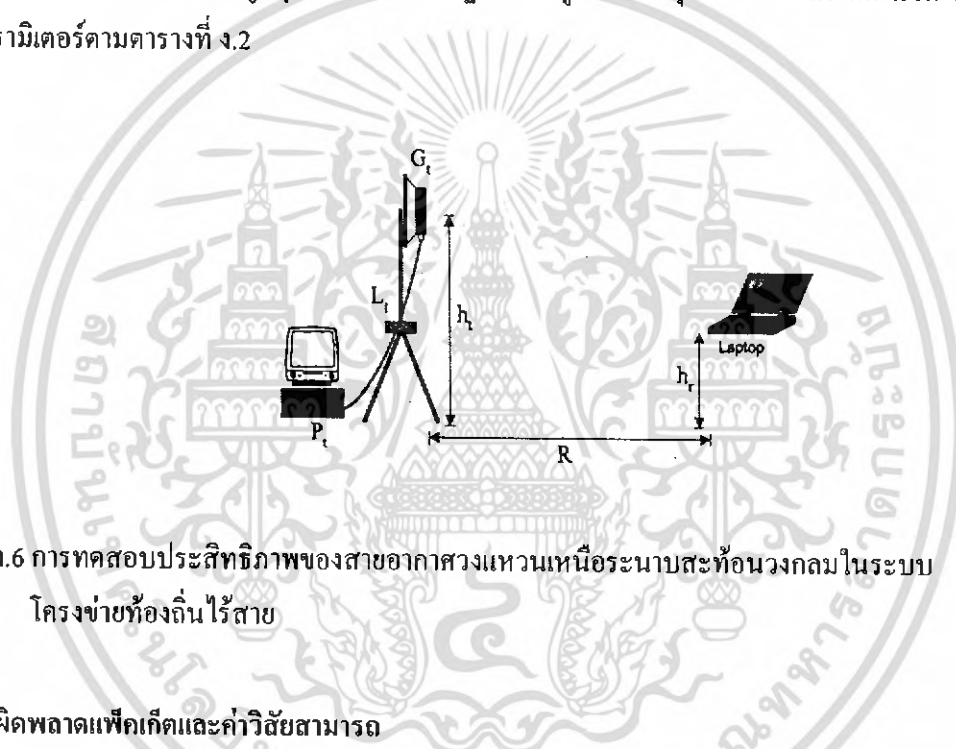 รามิเตอร์ตามตารางที่ ง.2
G_t
L_t
h_t
P_t
Laptop
h_r
R
.6 การทดสอบประสิทธิภาพของสายอากาศวงแหวนเหนือระนาบสะท้อนวงกลมในระบบ
โครงข่ายท้องถิ่นไร้สาย
ผิดพลาดแพ็คเก็ตและค่าวิสัยสามารถ